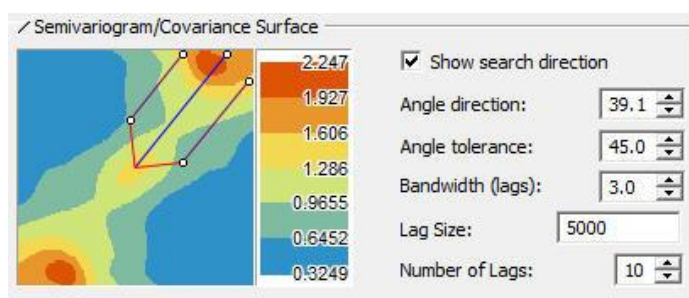 Semivariogram/Covariance Surface
2.247
1.927
1.606
1.286
0.9655
0.6452
0.3249
Show search direction
Angle direction: 39.1
Angle tolerance: 45.0
Bandwidth (lags): 3.0
Lag Size: 5000
Number of Lags: 10